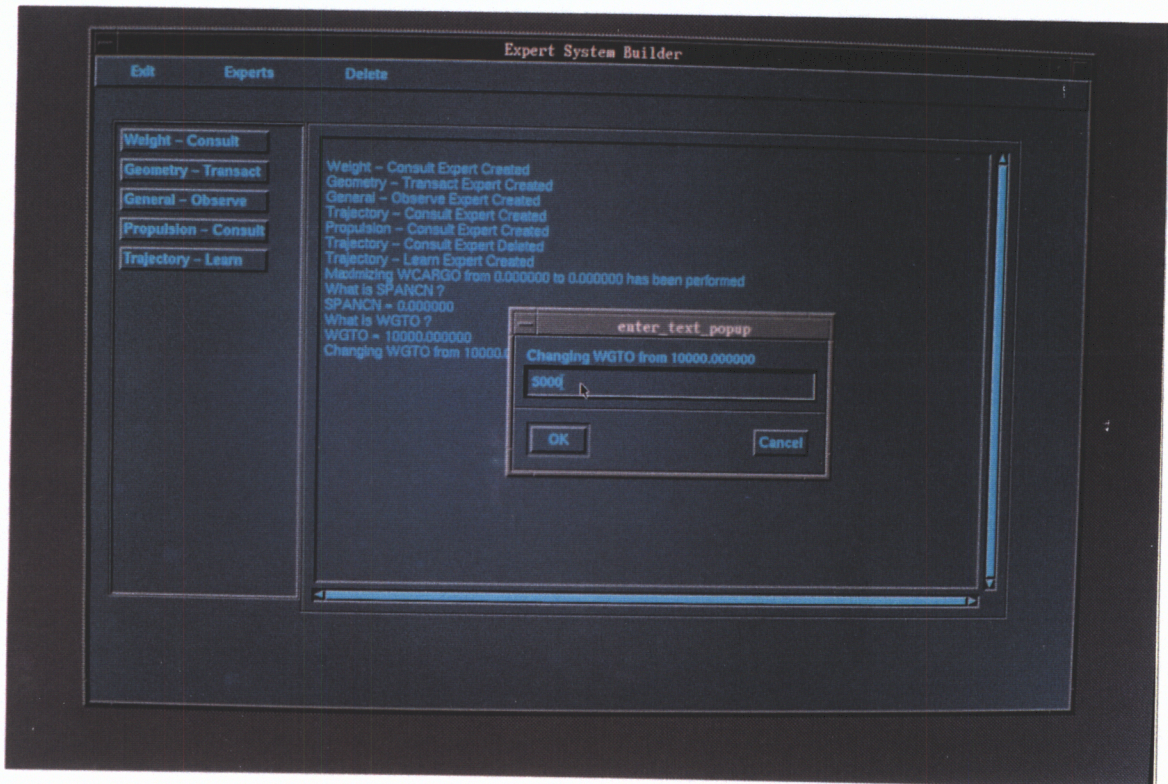 Expert System Builder
Exit Experts Delete
Weight – Consult
Geometry – Transact
General – Observe
Propulsion – Consult
Trajectory – Learn
Weight – Consult Expert Created
Geometry – Transact Expert Created
General – Observe Expert Created
Trajectory – Consult Expert Created
Propulsion – Consult Expert Created
Trajectory – Consult Expert Deleted
Trajectory – Learn Expert Created
Maximizing WCARGO from 0.000000 to 0.000000 has been performed
What is SPANCN ?
SPANCN = 0.000000
What is WGTO ?
WGTO = 10000.000000
Changing WGTO from 10000.0
enter_text_popup
Changing WGTO from 10000.000000
5000
OK Cancel